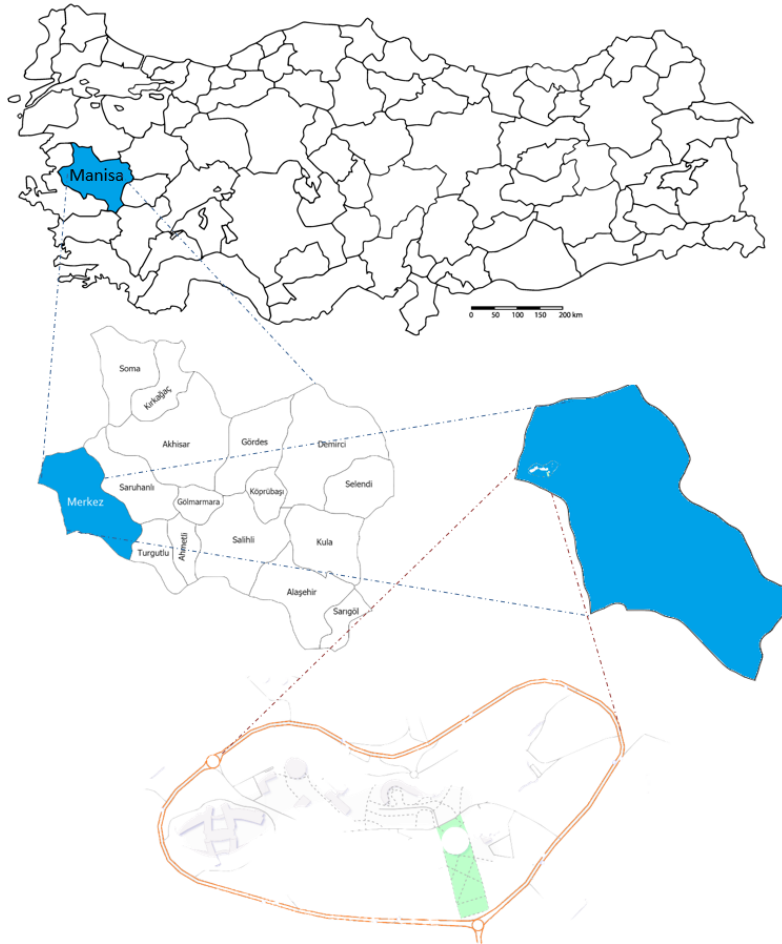 Manisa
0 50 100 150 200 km
Soma
Kırkağaç
Akhisar
Gördes
Demirci
Saruhanlı
Gölmarmara
Köprübaşı
Selendi
Merkez
Turgutlu
Ahmetli
Salihli
Kula
Alaşehir
Sarıgöl